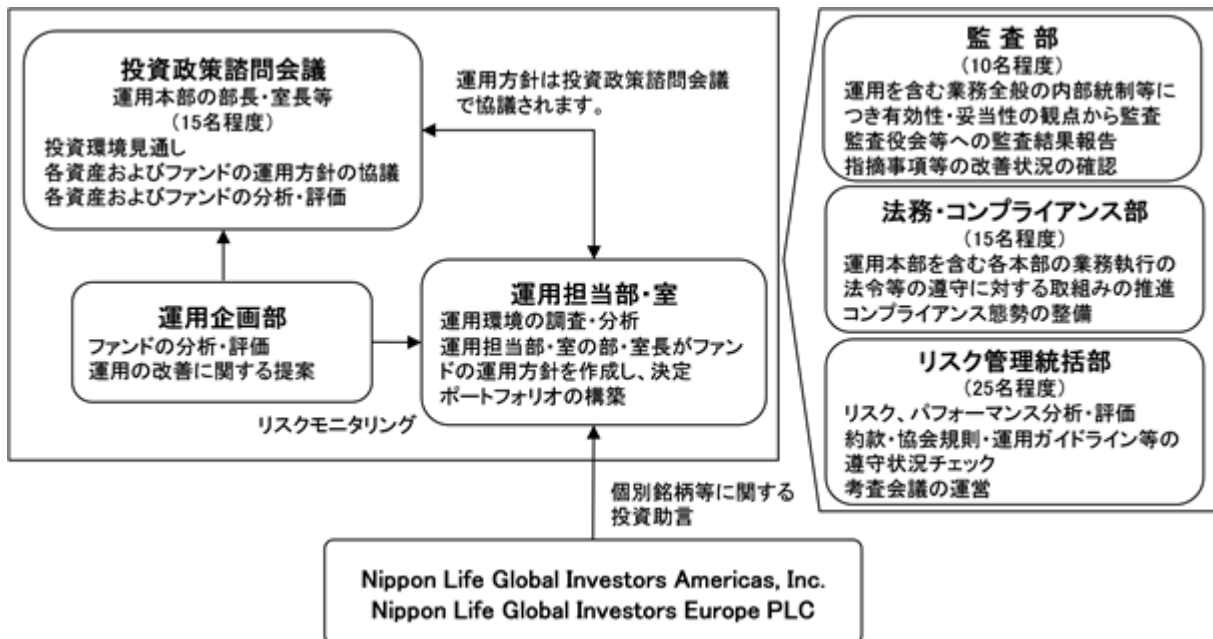 投資政策諮問会議
運用本部の部長・室長等
(15名程度)
投資環境見通し
各資産およびファンドの運用方針の協議
各資産およびファンドの分析・評価
運用方針は投資政策諮問会議
で協議されます。
運用企画部
ファンドの分析・評価
運用の改善に関する提案
リスクモニタリング
運用担当部・室
運用環境の調査・分析
運用担当部・室の部・室長がファン
ドの運用方針を作成し、決定
ポートフォリオの構築
個別銘柄等に関する
投資助言
Nippon Life Global Investors Americas, Inc.
Nippon Life Global Investors Europe PLC
監 査 部
(10名程度)
運用を含む業務全般の内部統制等に
つき有効性・妥当性の観点から監査
監査役会等への監査結果報告
指摘事項等の改善状況の確認
法務・コンプライアンス部
(15名程度)
運用本部を含む各本部の業務執行の
法令等の遵守に対する取組みの推進
コンプライアンス態勢の整備
リスク管理統括部
(25名程度)
リスク、パフォーマンス分析・評価
約款・協会規則・運用ガイドライン等の
遵守状況チェック
考査会議の運営